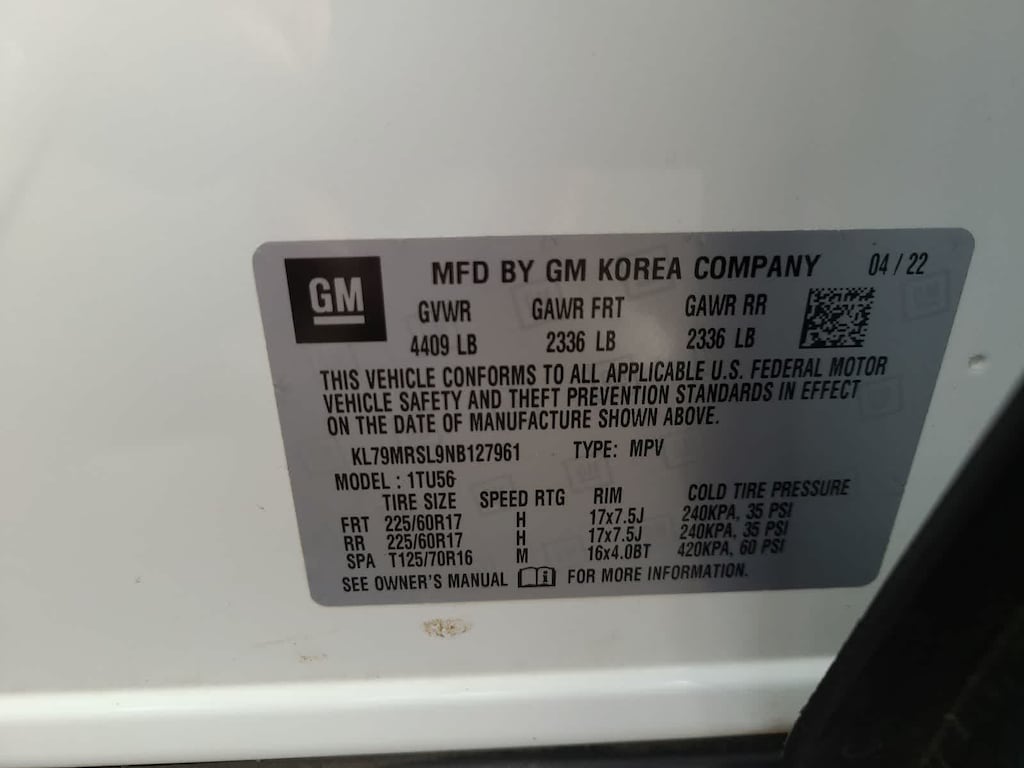 GM MFD BY GM KOREA COMPANY 04 / 22
GVWR GAWR FRT GAWR RR
4409 LB 2336 LB 2336 LB
THIS VEHICLE CONFORMS TO ALL APPLICABLE U.S. FEDERAL MOTOR
VEHICLE SAFETY AND THEFT PREVENTION STANDARDS IN EFFECT
ON THE DATE OF MANUFACTURE SHOWN ABOVE.
KL79MRSL9NB127961 TYPE: MPV
MODEL : 1TU56
TIRE SIZE SPEED RTG RIM COLD TIRE PRESSURE
FRT 225/60R17 H 17x7.5J 240KPA, 35 PSI
RR 225/60R17 H 17x7.5J 240KPA, 35 PSI
SPA T125/70R16 M 16x4.0BT 420KPA, 60 PSI
SEE OWNER'S MANUAL FOR MORE INFORMATION.